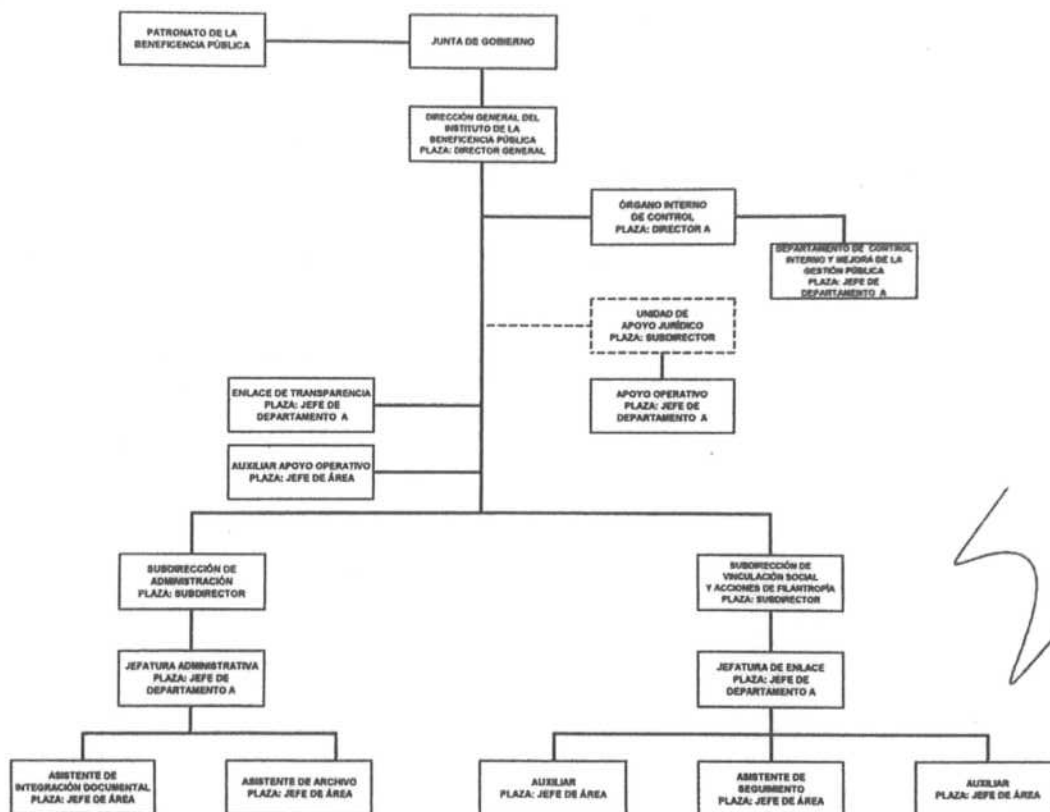 PATRONATO DE LA
BENEFICENCIA PÚBLICA
JUNTA DE GOBIERNO
DIRECCIÓN GENERAL DEL
INSTITUTO DE LA
BENEFICENCIA PÚBLICA
PLAZA: DIRECTOR GENERAL
ÓRGANO INTERNO
DE CONTROL
PLAZA: DIRECTOR A
DEPARTAMENTO DE CONTROL
INTERNO Y MEJORA DE LA
GESTIÓN PÚBLICA
PLAZA: JEFE DE
DEPARTAMENTO A
UNIDAD DE
APOYO JURÍDICO
PLAZA: SUBDIRECTOR
ENLACE DE TRANSPARENCIA
PLAZA: JEFE DE
DEPARTAMENTO A
APOYO OPERATIVO
PLAZA: JEFE DE
DEPARTAMENTO A
AUXILIAR APOYO OPERATIVO
PLAZA: JEFE DE ÁREA
SUBDIRECCIÓN DE
ADMINISTRACIÓN
PLAZA: SUBDIRECTOR
SUBDIRECCIÓN DE
VINCULACIÓN SOCIAL
Y ACCIONES DE FILANTROPÍA
PLAZA: SUBDIRECTOR
JEFATURA ADMINISTRATIVA
PLAZA: JEFE DE
DEPARTAMENTO A
JEFATURA DE ENLACE
PLAZA: JEFE DE
DEPARTAMENTO A
ASISTENTE DE
INTEGRACIÓN DOCUMENTAL
PLAZA: JEFE DE ÁREA
ASISTENTE DE ARCHIVO
PLAZA: JEFE DE ÁREA
AUXILIAR
PLAZA: JEFE DE ÁREA
ASISTENTE DE
SEGUIMIENTO
PLAZA: JEFE DE ÁREA
AUXILIAR
PLAZA: JEFE DE ÁREA